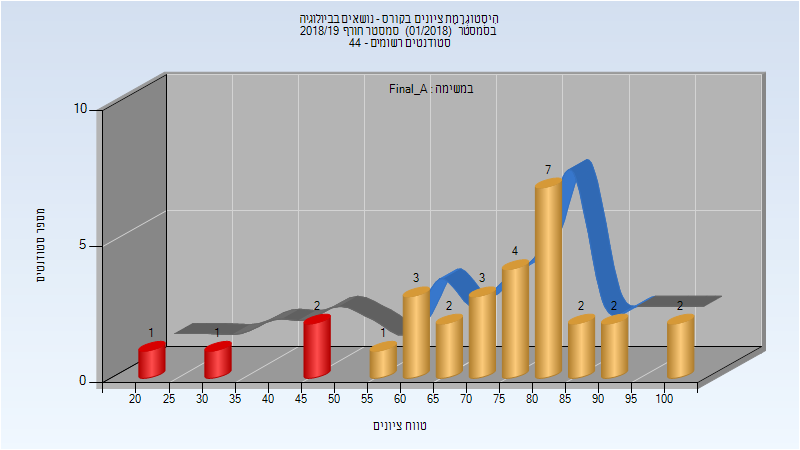 היסטוגרמת ציונים בקורס - נושאים בביולוגיה
בסמסטר (01/2018) סמסטר חורף 2018/19
סטודנטים רשומים - 44
במשימה : Final_A
מספר סטודנטים
10
5
0
1 1 2 1 3 2 3 4 7 2 2 2
20 25 30 35 40 45 50 55 60 65 70 75 80 85 90 95 100
טווח ציונים